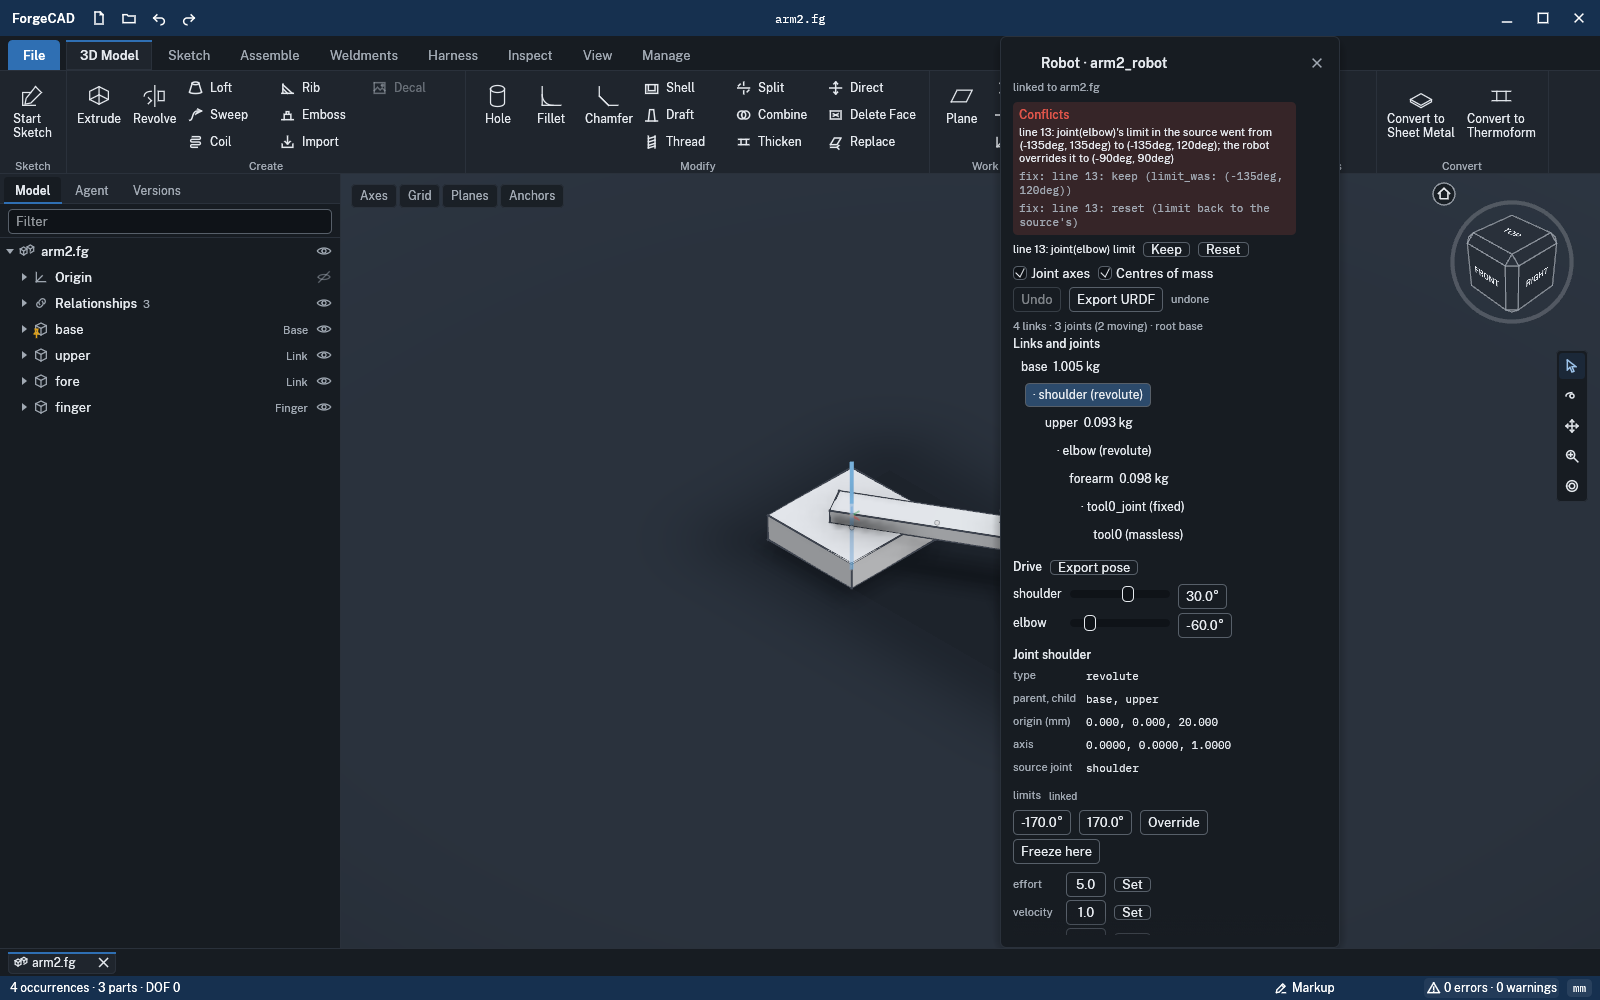 ForgeCAD
arm2.fg
File
3D Model
Sketch
Assemble
Weldments
Harness
Inspect
View
Manage
Start
Sketch
Sketch
Extrude
Revolve
Loft
Sweep
Coil
Rib
Emboss
Import
Decal
Create
Hole
Fillet
Chamfer
Shell
Draft
Thread
Split
Combine
Thicken
Direct
Delete Face
Replace
Modify
Plane
Work
Convert to
Sheet Metal
Convert to
Thermoform
Convert
Model
Agent
Versions
Filter
arm2.fg
Origin
Relationships 3
base Base
upper Link
fore Link
finger Finger
Axes
Grid
Planes
Anchors
TOP
FRONT
RIGHT
Robot · arm2_robot
linked to arm2.fg
Conflicts
line 13: joint(elbow)'s limit in the source went from
(-135deg, 135deg) to (-135deg, 120deg); the robot
overrides it to (-90deg, 90deg)
fix: line 13: keep (limit_was: (-135deg,
120deg))
fix: line 13: reset (limit back to the
source's)
line 13: joint(elbow) limit Keep Reset
Joint axes Centres of mass
Undo Export URDF undone
4 links · 3 joints (2 moving) · root base
Links and joints
base 1.005 kg
· shoulder (revolute)
upper 0.093 kg
· elbow (revolute)
forearm 0.098 kg
· tool0_joint (fixed)
tool0 (massless)
Drive Export pose
shoulder 30.0°
elbow -60.0°
Joint shoulder
type revolute
parent, child base, upper
origin (mm) 0.000, 0.000, 20.000
axis 0.0000, 0.0000, 1.0000
source joint shoulder
limits linked
-170.0° 170.0° Override
Freeze here
effort 5.0 Set
velocity 1.0 Set
arm2.fg
4 occurrences · 3 parts · DOF 0
Markup
0 errors · 0 warnings
mm